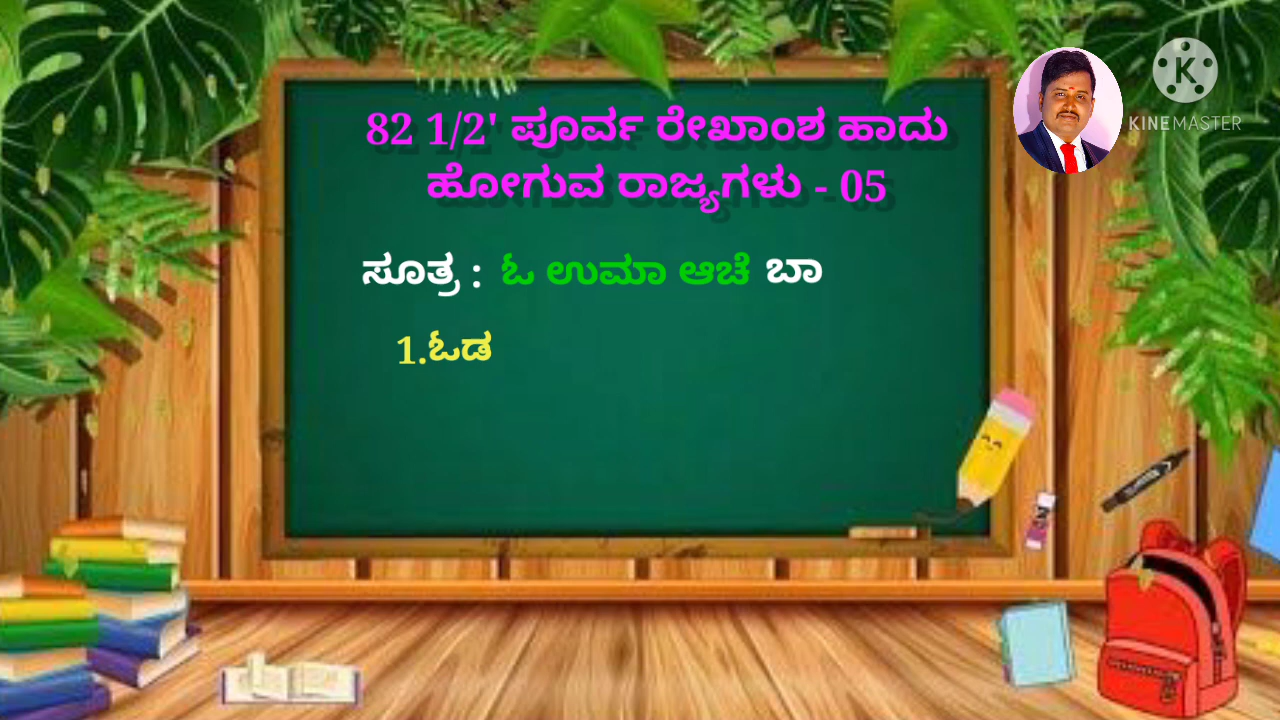 82 1/2' ಪೂರ್ವ ರೇಖಾಂಶ ಹಾದು
ಹೋಗುವ ರಾಜ್ಯಗಳು - 05
ಸೂತ್ರ : ಓ ಉಮಾ ಆಚೆ ಬಾ
1.ಓಡ
K
KINEMASTER